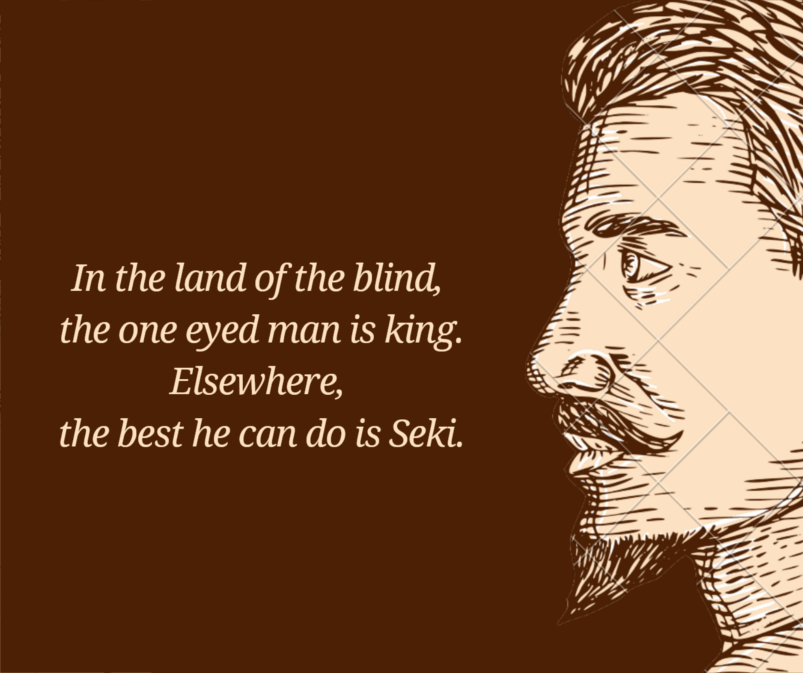 In the land of the blind,
the one eyed man is king.
Elsewhere,
the best he can do is Seki.